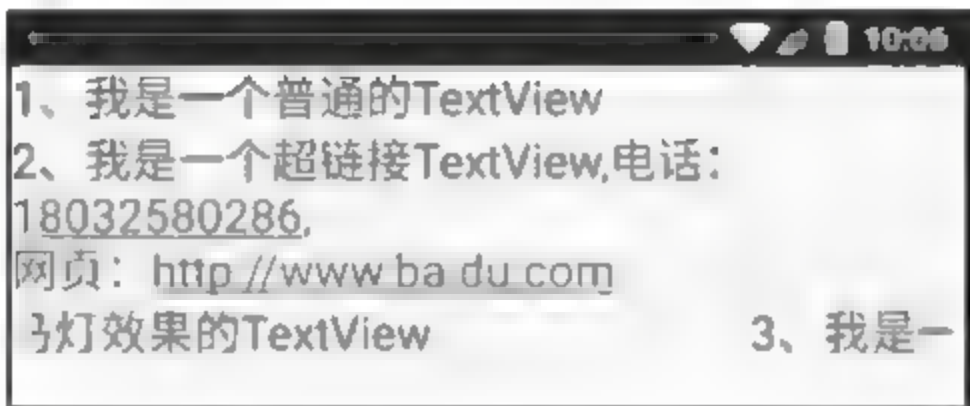 10:06
1、我是一个普通的TextView
2、我是一个超链接TextView,电话：
18032580286,
网页：http://www.baidu.com
马灯效果的TextView 3、我是一